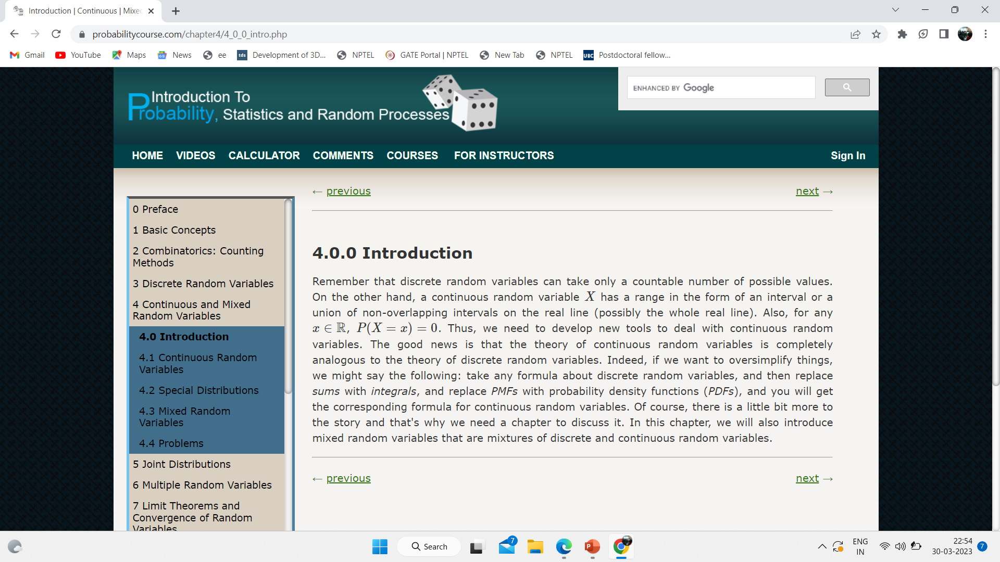 Introduction | Continuous | Mixed
probabilitycourse.com/chapter4/4_0_0_intro.php
Gmail YouTube Maps News ee tds Development of 3D... NPTEL GATE Portal | NPTEL New Tab NPTEL UBC Postdoctoral fellow...
Introduction To
Probability, Statistics and Random Processes
ENHANCED BY Google
HOME VIDEOS CALCULATOR COMMENTS COURSES FOR INSTRUCTORS Sign In
← previous next →
0 Preface
1 Basic Concepts
2 Combinatorics: Counting
Methods
3 Discrete Random Variables
4 Continuous and Mixed
Random Variables
4.0 Introduction
4.1 Continuous Random
Variables
4.2 Special Distributions
4.3 Mixed Random
Variables
4.4 Problems
5 Joint Distributions
6 Multiple Random Variables
7 Limit Theorems and
Convergence of Random
Variables
4.0.0 Introduction
Remember that discrete random variables can take only a countable number of possible values.
On the other hand, a continuous random variable X has a range in the form of an interval or a
union of non-overlapping intervals on the real line (possibly the whole real line). Also, for any
x ∈ ℝ, P(X = x) = 0. Thus, we need to develop new tools to deal with continuous random
variables. The good news is that the theory of continuous random variables is completely
analogous to the theory of discrete random variables. Indeed, if we want to oversimplify things,
we might say the following: take any formula about discrete random variables, and then replace
sums with integrals, and replace PMFs with probability density functions (PDFs), and you will get
the corresponding formula for continuous random variables. Of course, there is a little bit more to
the story and that's why we need a chapter to discuss it. In this chapter, we will also introduce
mixed random variables that are mixtures of discrete and continuous random variables.
← previous next →
Search 7 ENG 22:54
IN 30-03-2023 7